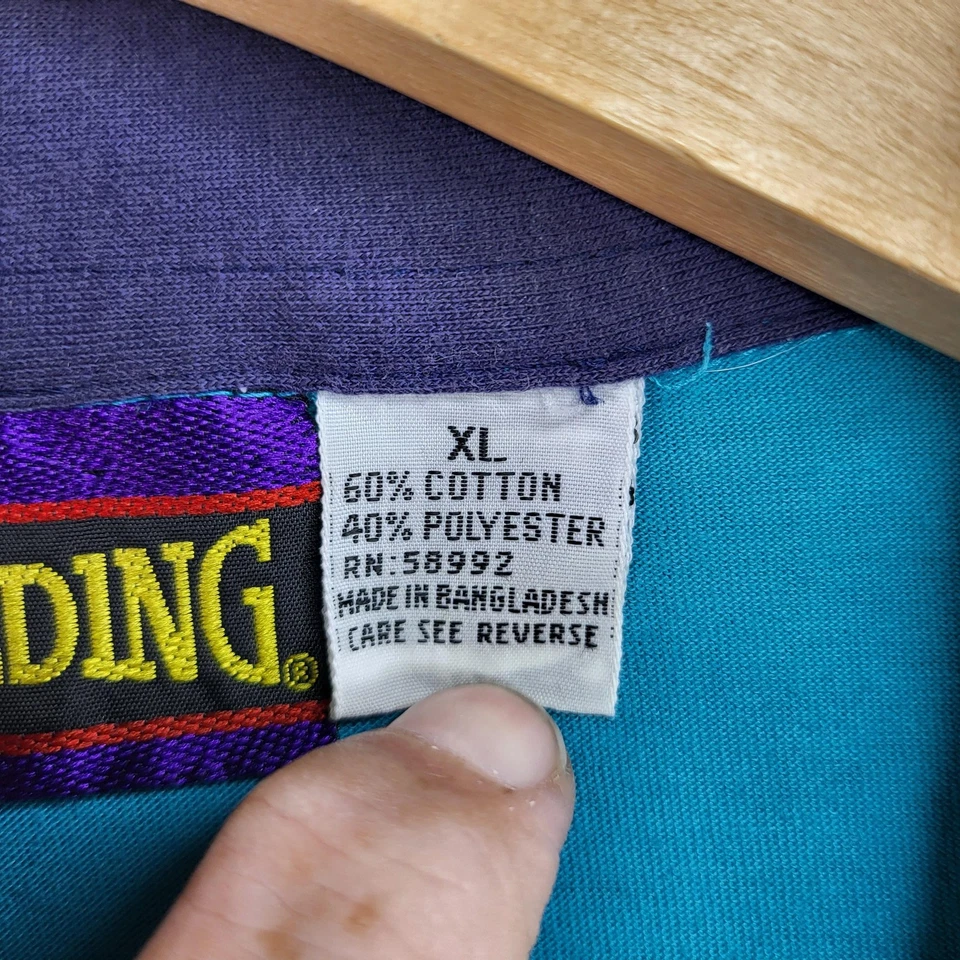 XL
60% COTTON
40% POLYESTER
RN:58992
MADE IN BANGLADESH
CARE SEE REVERSE
DING®